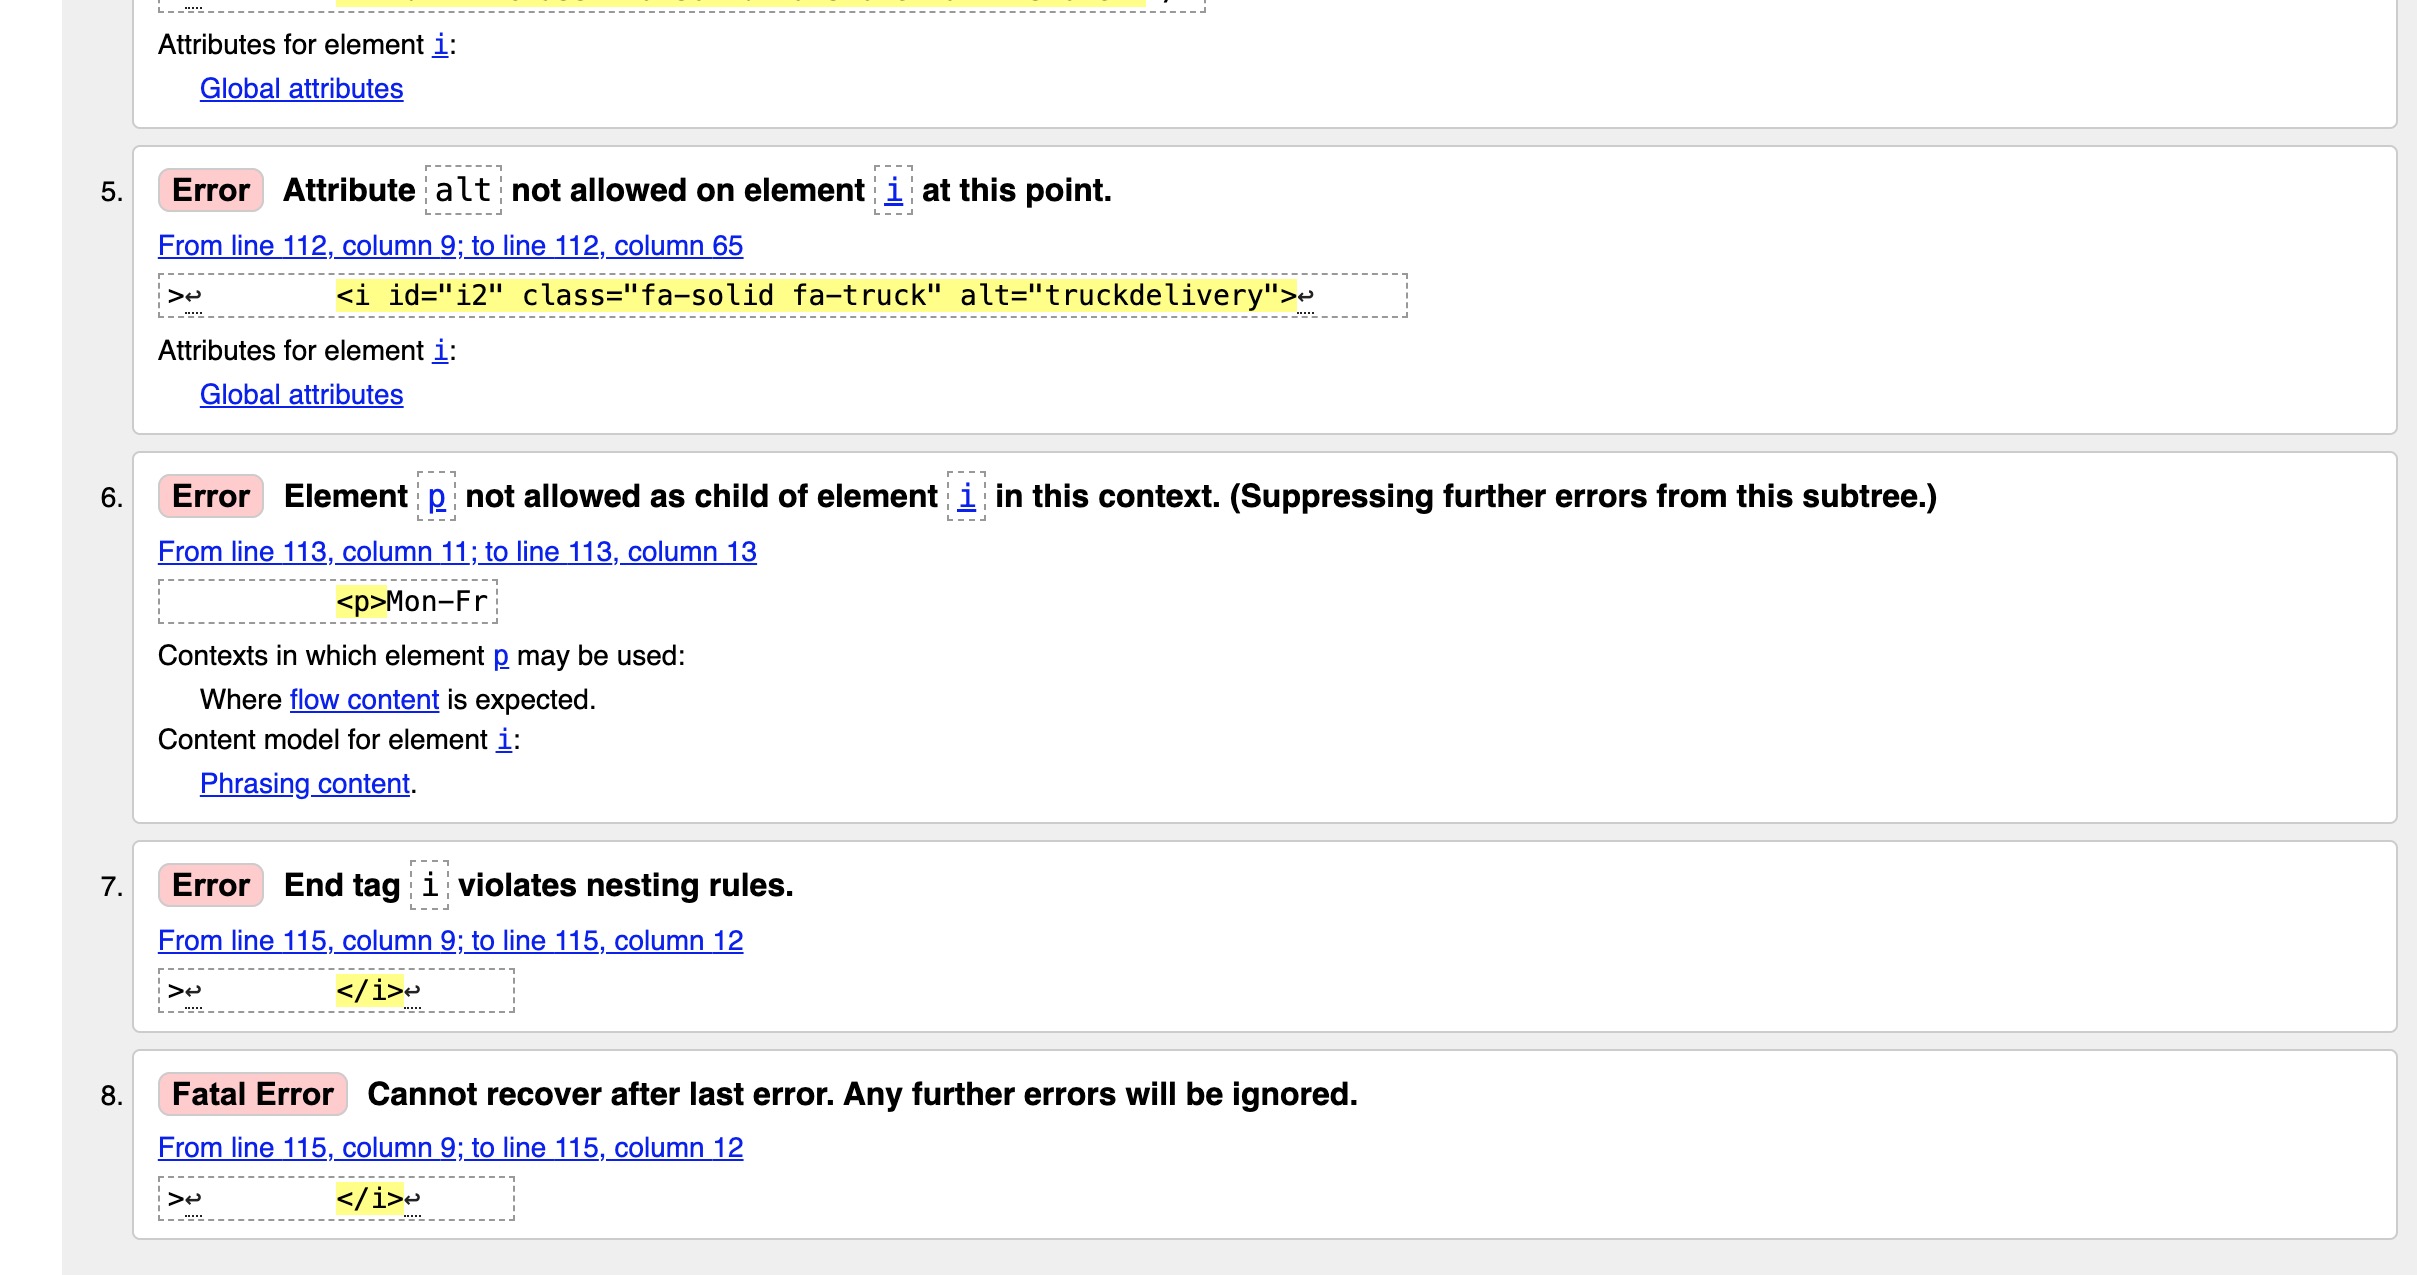 Attributes for element i:
Global attributes
5. Error Attribute alt not allowed on element i at this point.
From line 112, column 9; to line 112, column 65
>↩ <i id="i2" class="fa-solid fa-truck" alt="truckdelivery">↩
Attributes for element i:
Global attributes
6. Error Element p not allowed as child of element i in this context. (Suppressing further errors from this subtree.)
From line 113, column 11; to line 113, column 13
<p>Mon-Fr
Contexts in which element p may be used:
Where flow content is expected.
Content model for element i:
Phrasing content.
7. Error End tag i violates nesting rules.
From line 115, column 9; to line 115, column 12
>↩ </i>↩
8. Fatal Error Cannot recover after last error. Any further errors will be ignored.
From line 115, column 9; to line 115, column 12
>↩ </i>↩